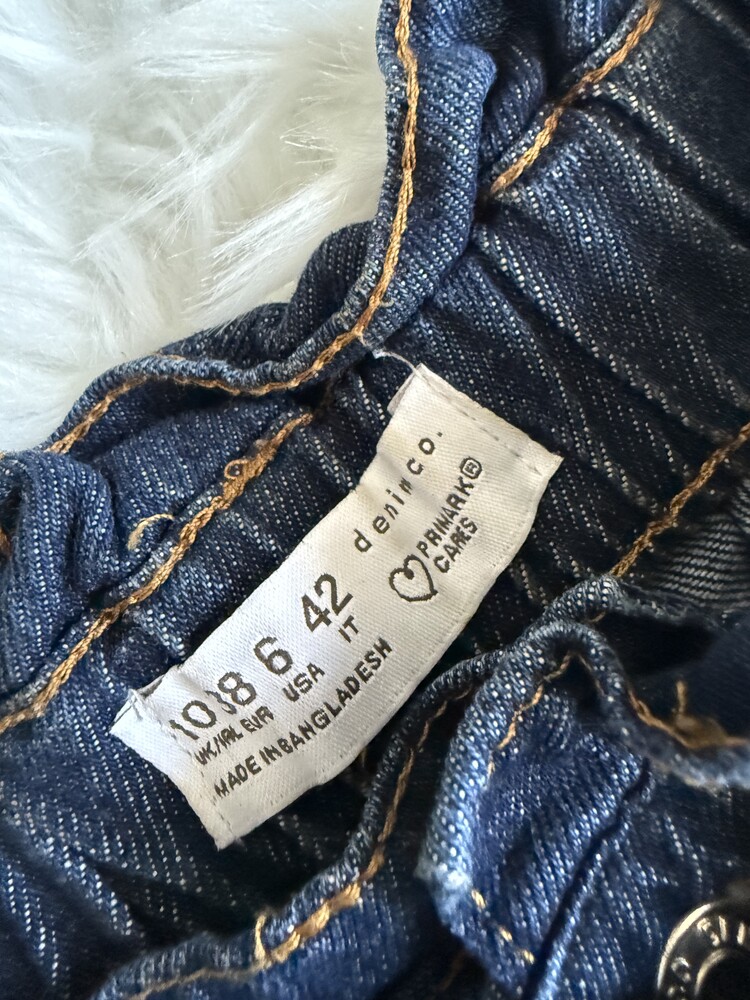 denim co.
PRIMARK®
CARES
10 38 6 42
UK/IRL EUR USA IT
MADE IN BANGLADESH